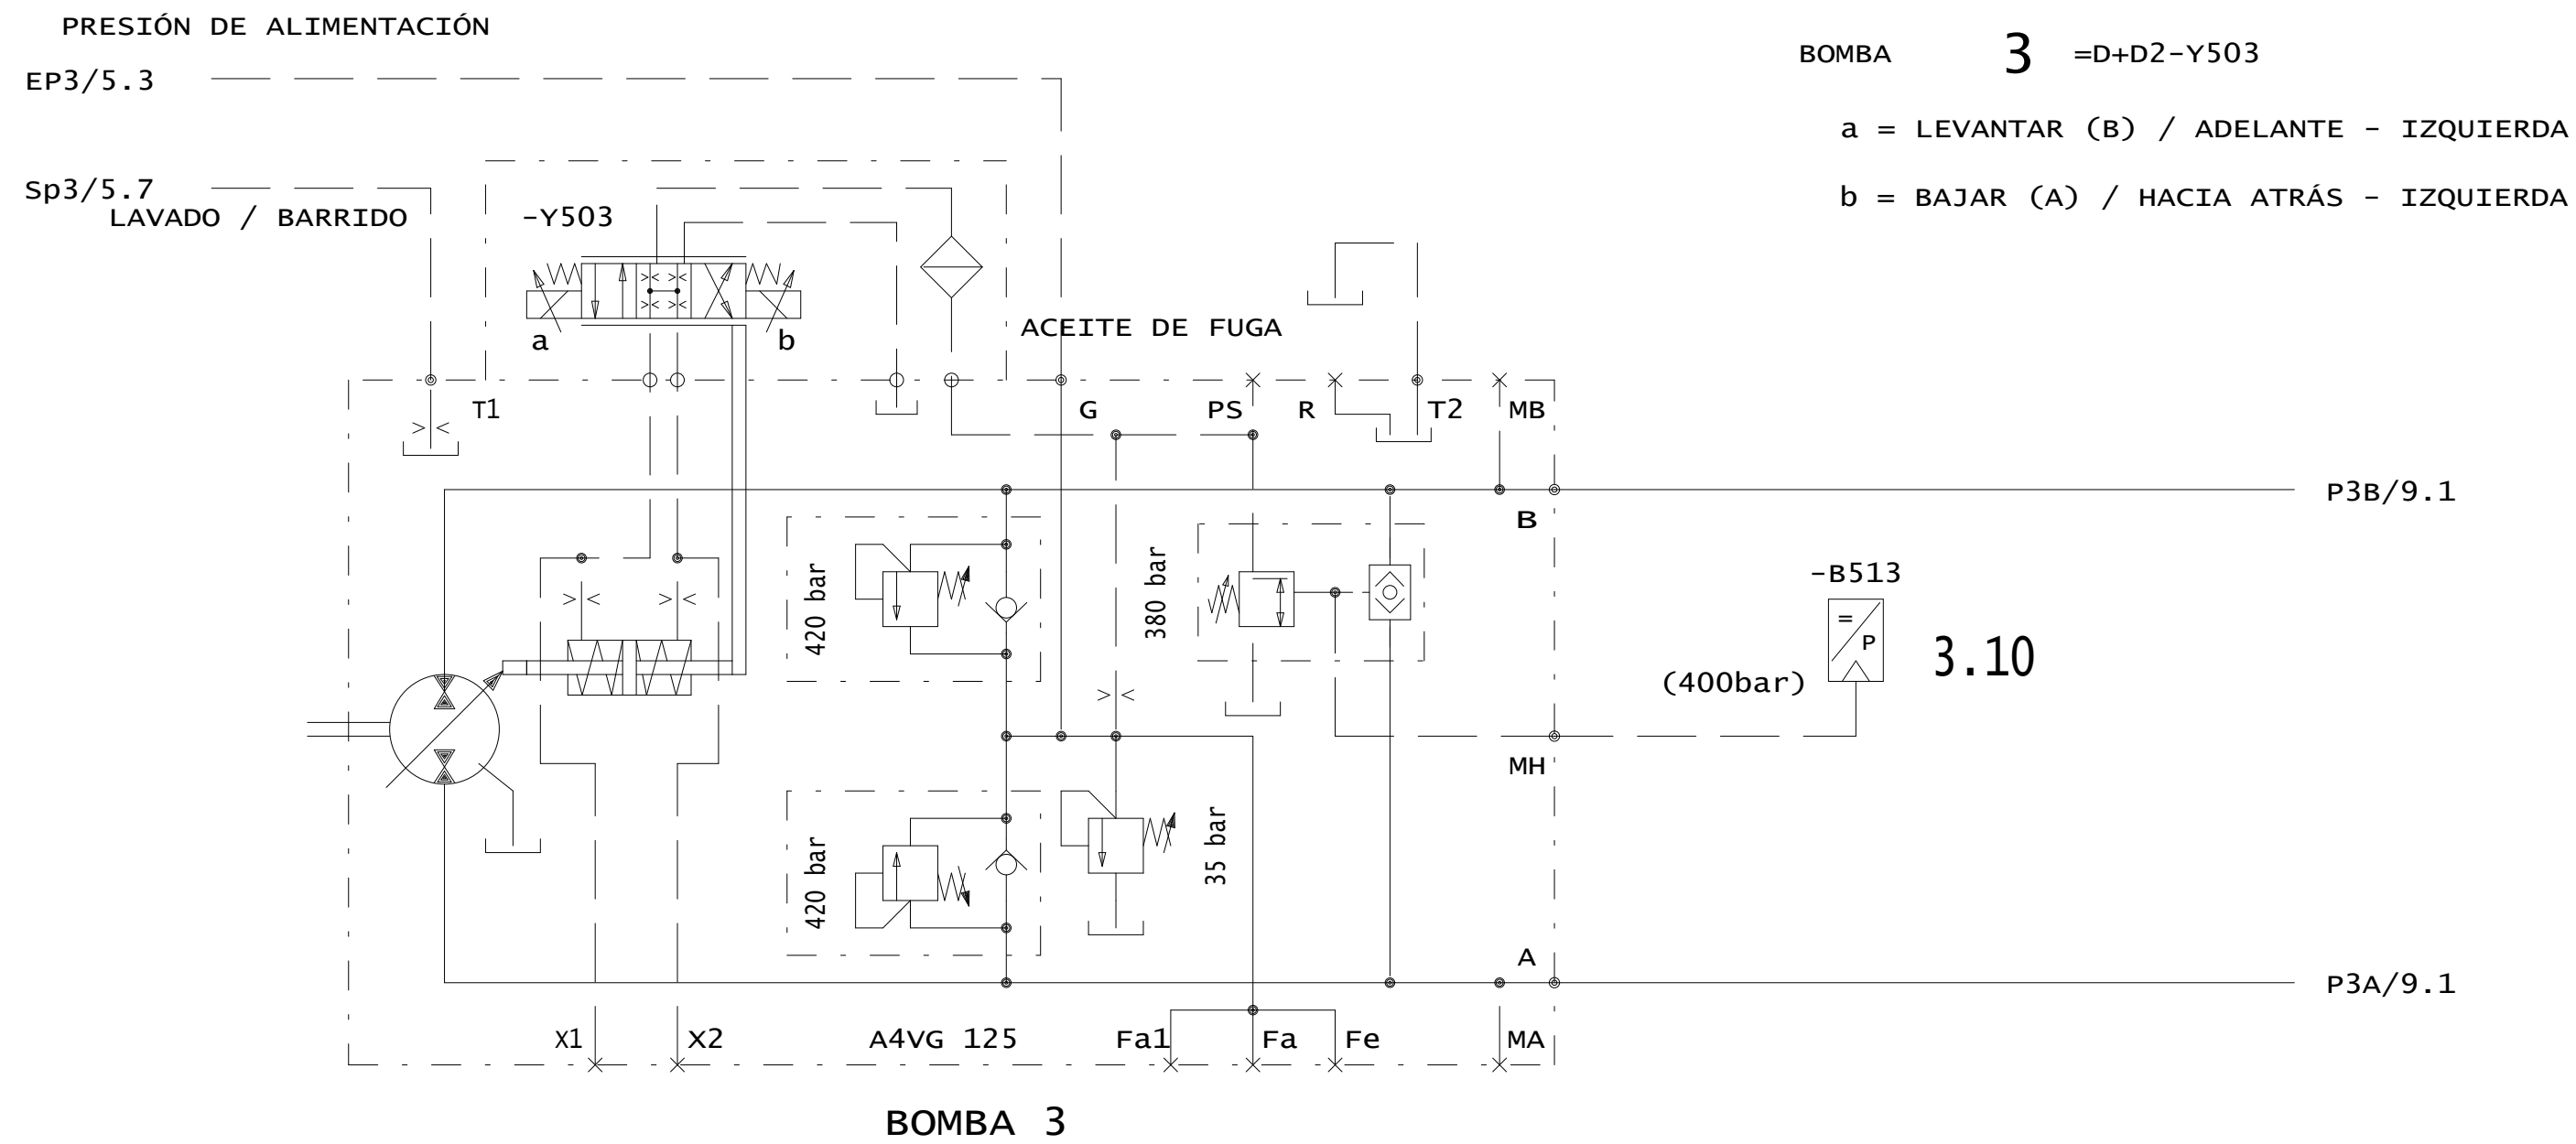 PRESIÓN DE ALIMENTACIÓN
BOMBA 3 =D+D2-Y503
EP3/5.3
a = LEVANTAR (B) / ADELANTE - IZQUIERDA
Sp3/5.7
b = BAJAR (A) / HACIA ATRÁS - IZQUIERDA
LAVADO / BARRIDO
-Y503
a
b
ACEITE DE FUGA
T1
G
PS
R
T2
MB
P3B/9.1
B
420 bar
380 bar
-B513
=
P
3.10
(400bar)
MH
420 bar
35 bar
A
P3A/9.1
X1
X2
A4VG 125
Fa1
Fa
Fe
MA
BOMBA 3